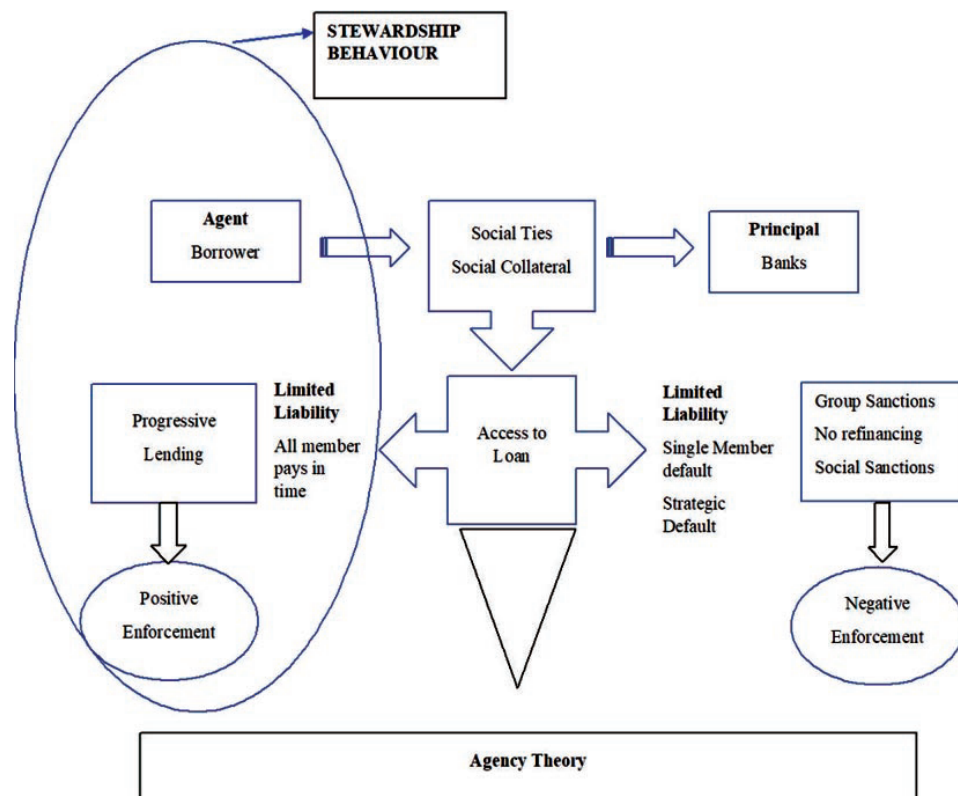 STEWARDSHIP
BEHAVIOUR
Agent
Borrower
Social Ties
Social Collateral
Principal
Banks
Progressive
Lending
Limited
Liability
All member
pays in
time
Access to
Loan
Limited
Liability
Single Member
default
Strategic
Default
Group Sanctions
No refinancing
Social Sanctions
Positive
Enforcement
Negative
Enforcement
Agency Theory